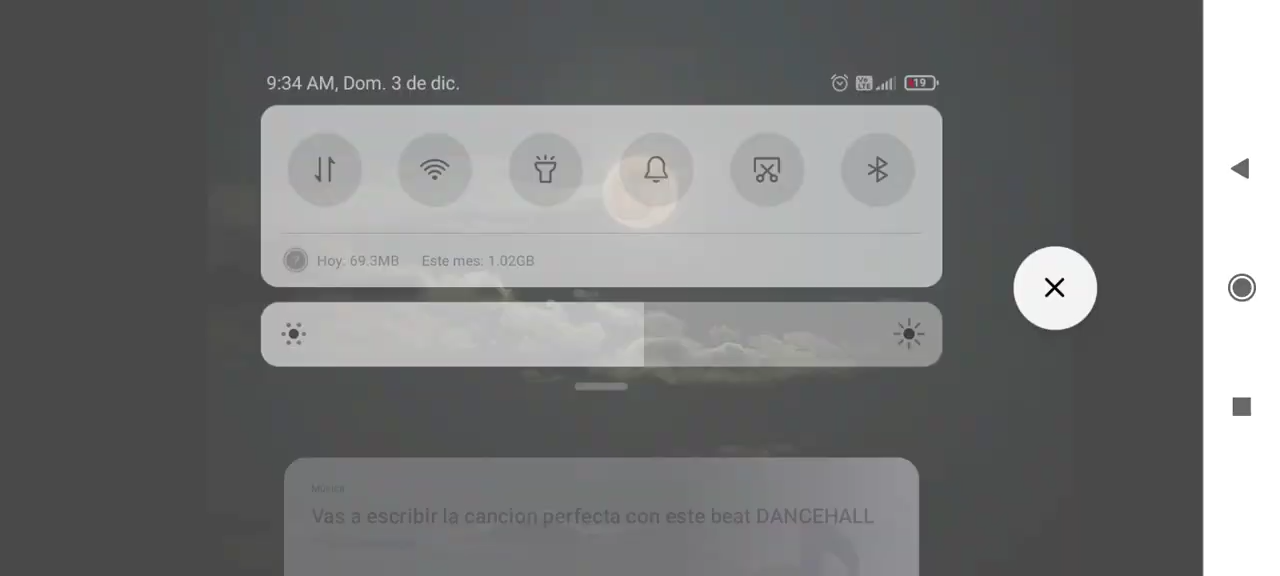 9:34 AM, Dom. 3 de dic.
19
Hoy: 69.3MB Este mes: 1.02GB
Música
Vas a escribir la cancion perfecta con este beat DANCEHALL